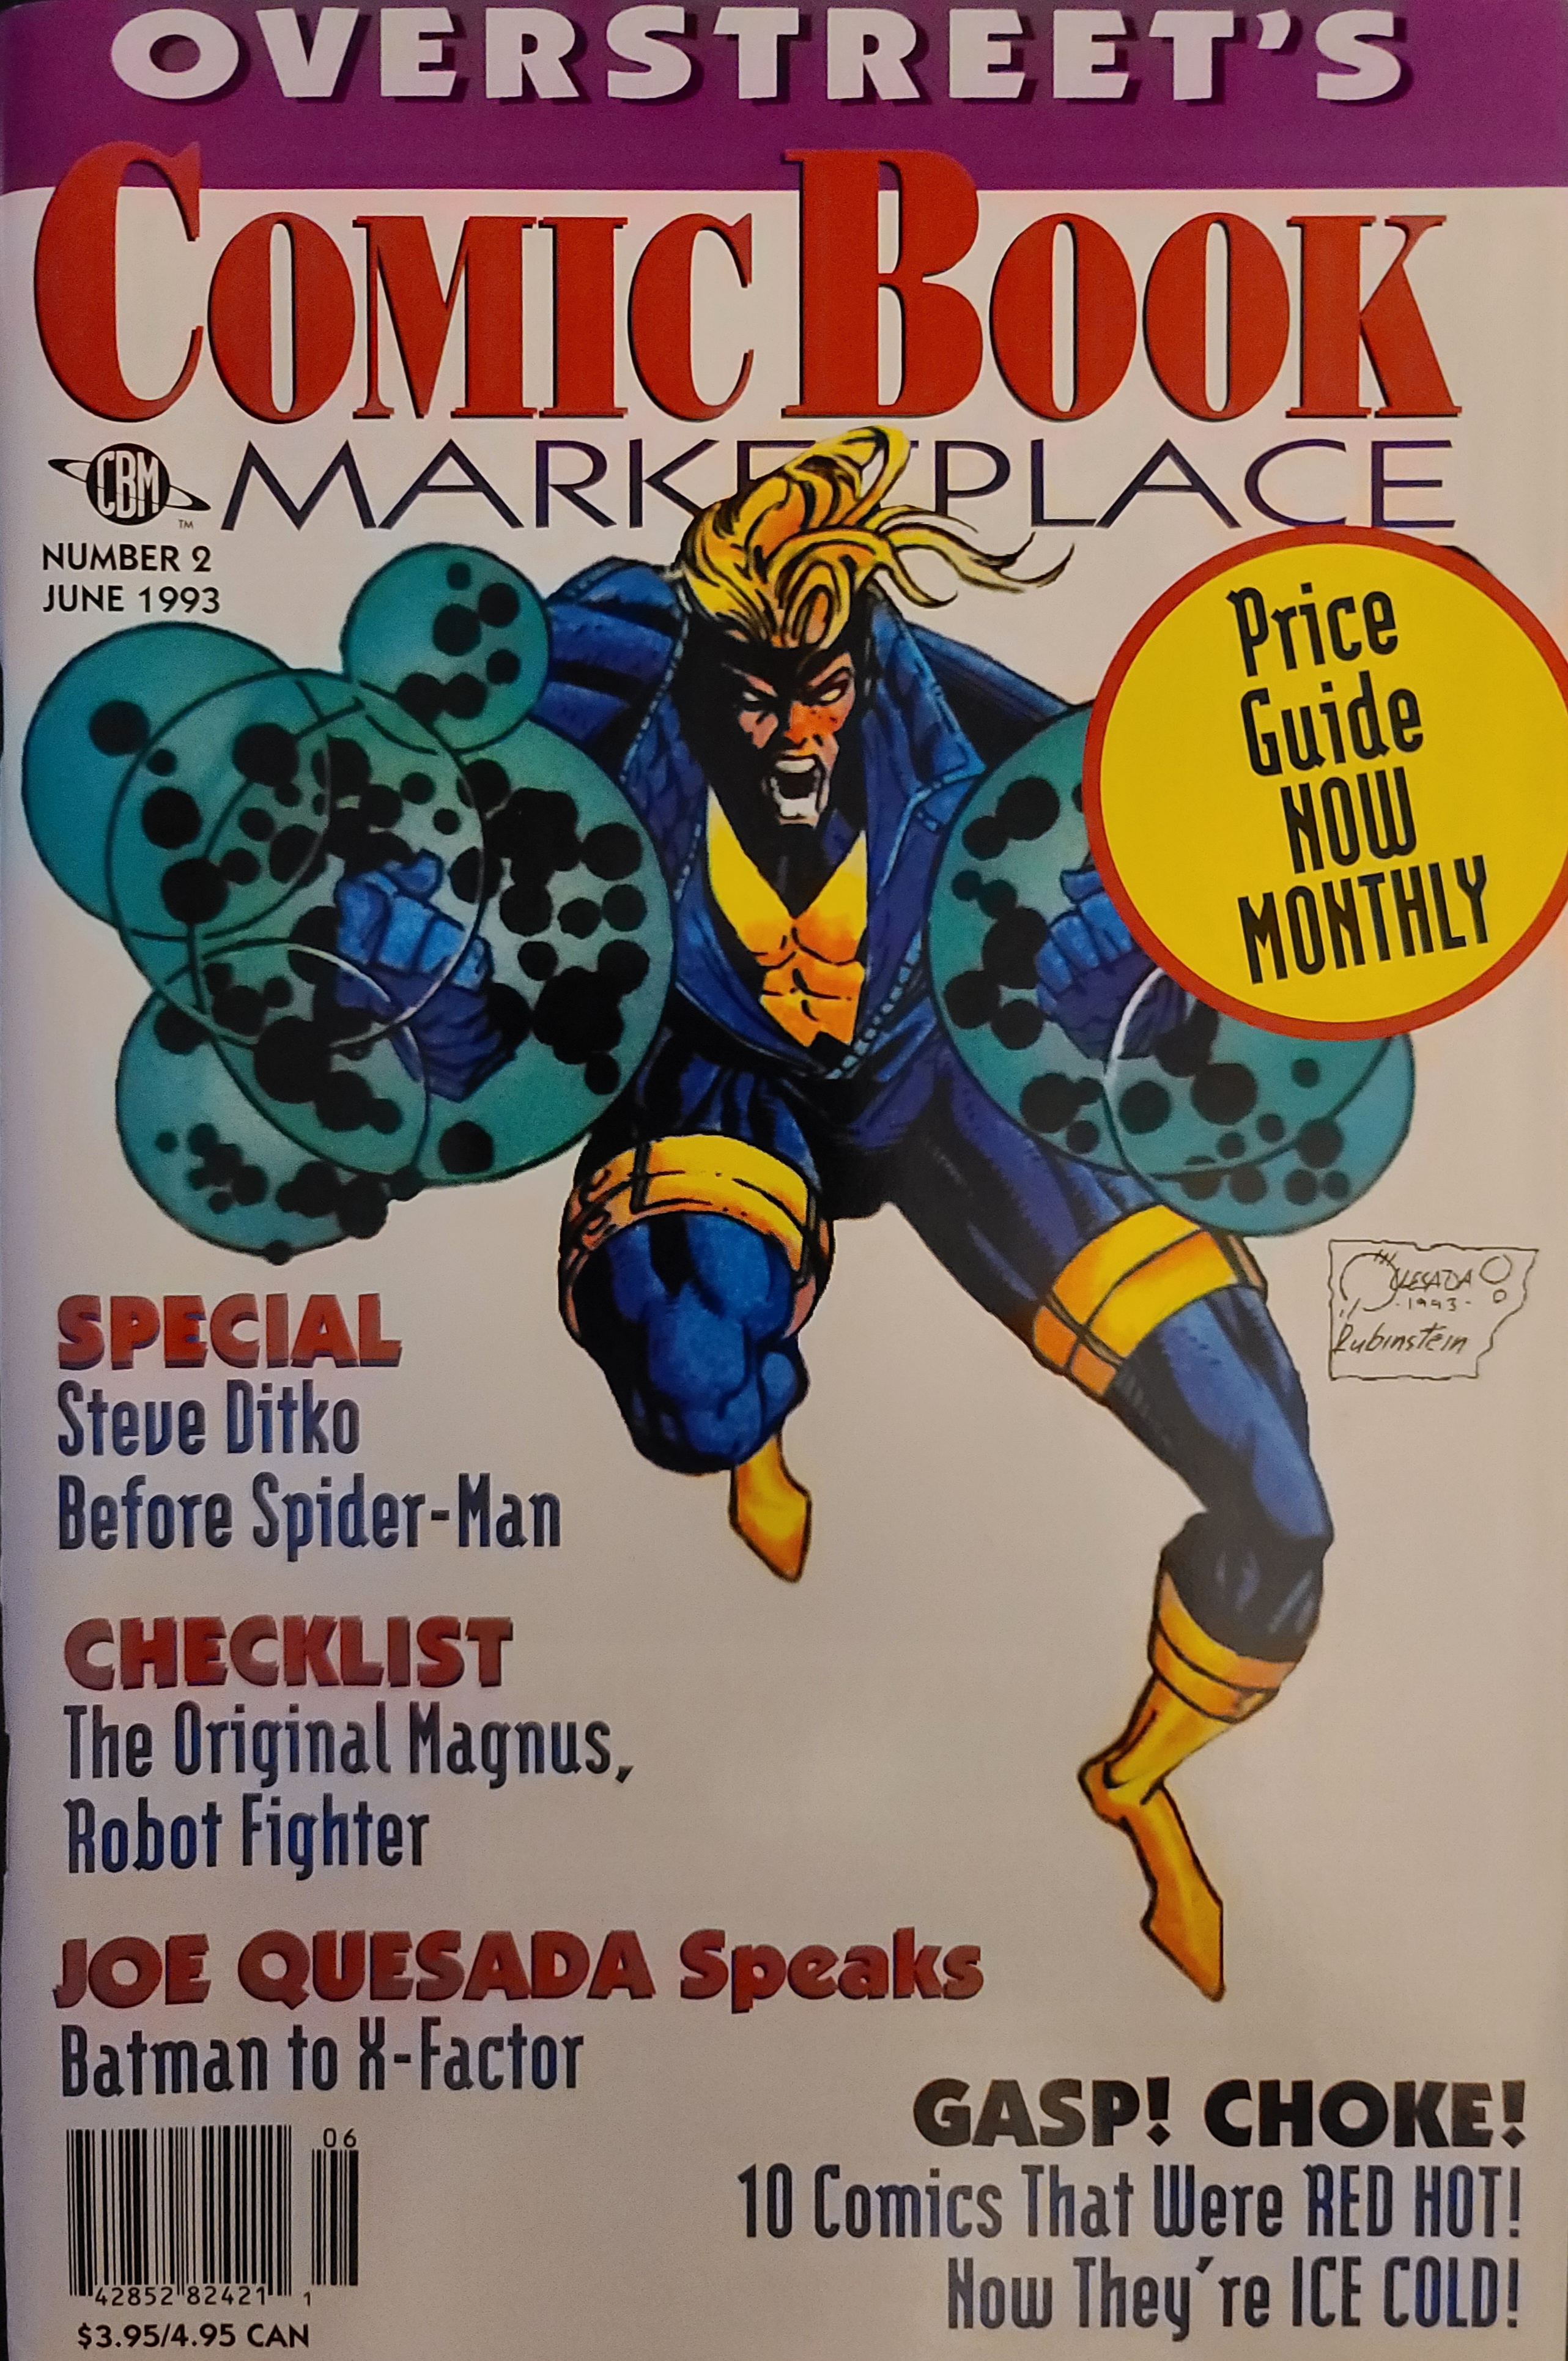 OVERSTREET'S
COMIC BOOK
MARKETPLACE
CBM
TM
NUMBER 2
JUNE 1993
Price
Guide
NOW
MONTHLY
QUESADA
-1993-
Rubinstein
SPECIAL
Steve Ditko
Before Spider-Man
CHECKLIST
The Original Magnus,
Robot Fighter
JOE QUESADA Speaks
Batman to X-Factor
GASP! CHOKE!
10 Comics That Were RED HOT!
Now They're ICE COLD!
06
42852 82421 1
$3.95/4.95 CAN